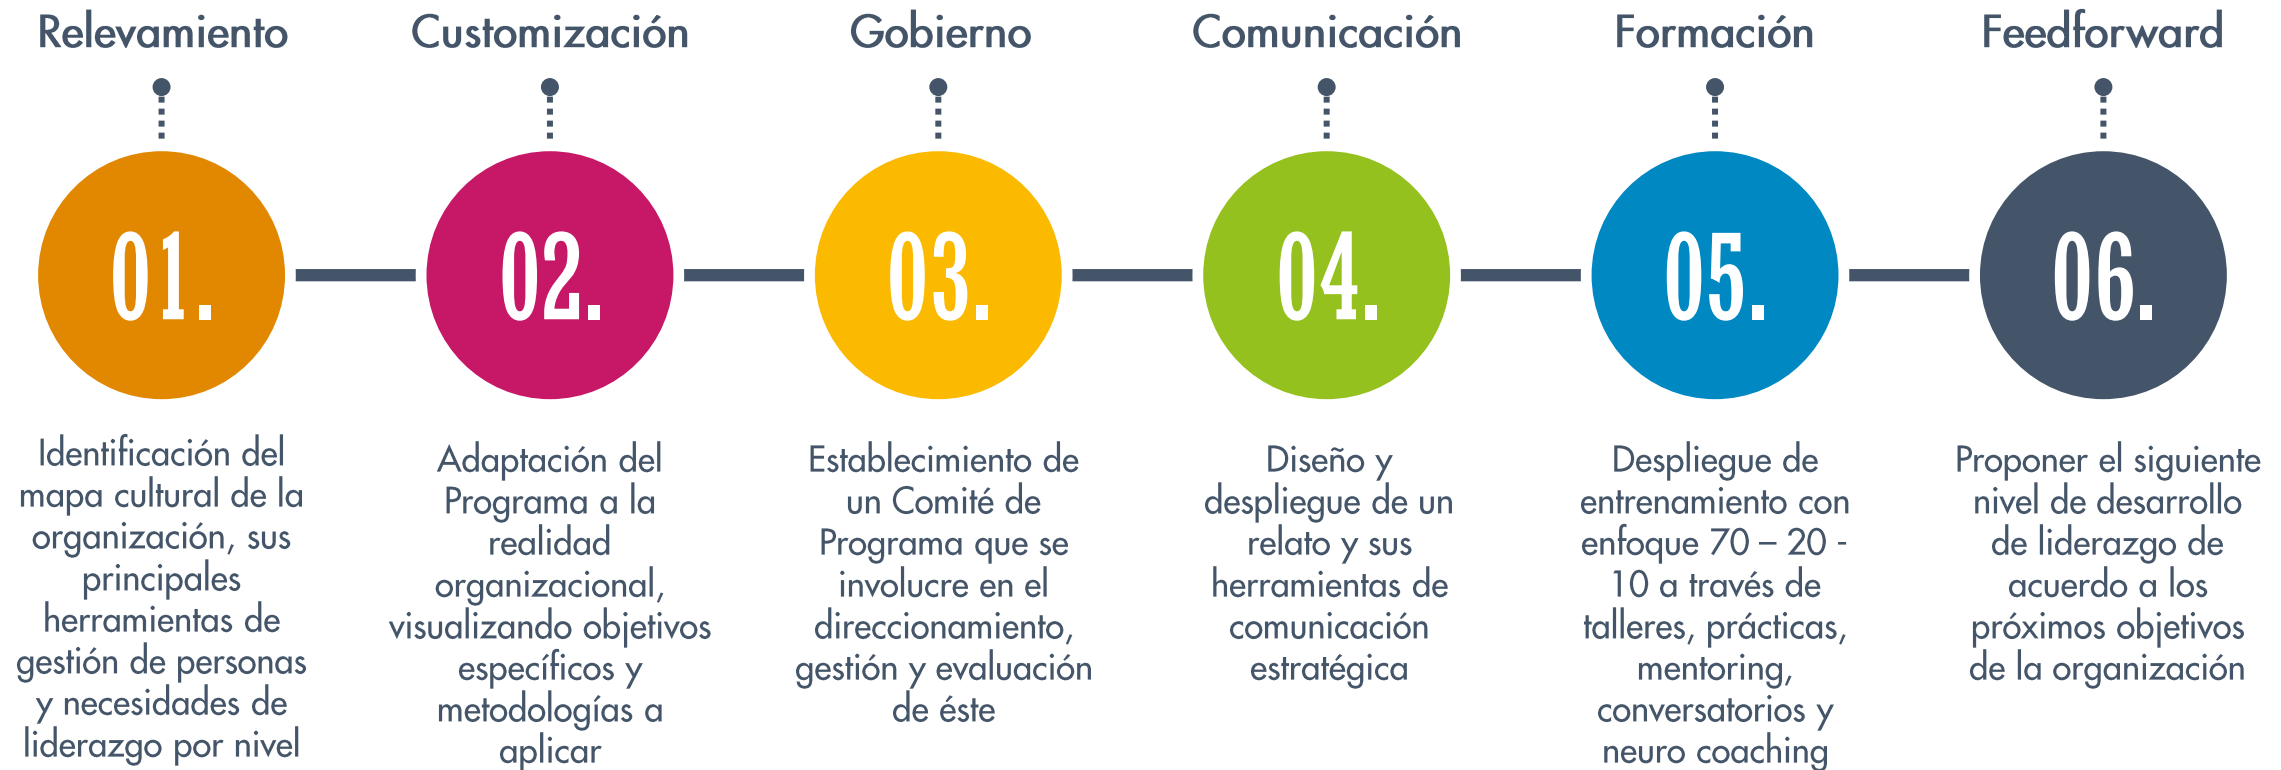 Relevamiento
01.
Identificación del
mapa cultural de la
organización, sus
principales
herramientas de
gestión de personas
y necesidades de
liderazgo por nivel
Customización
02.
Adaptación del
Programa a la
realidad
organizacional,
visualizando objetivos
específicos y
metodologías a
aplicar
Gobierno
03.
Establecimiento de
un Comité de
Programa que se
involucre en el
direccionamiento,
gestión y evaluación
de éste
Comunicación
04.
Diseño y
despliegue de un
relato y sus
herramientas de
comunicación
estratégica
Formación
05.
Despliegue de
entrenamiento con
enfoque 70 – 20 -
10 a través de
talleres, prácticas,
mentoring,
conversatorios y
neuro coaching
Feedforward
06.
Proponer el siguiente
nivel de desarrollo
de liderazgo de
acuerdo a los
próximos objetivos
de la organización